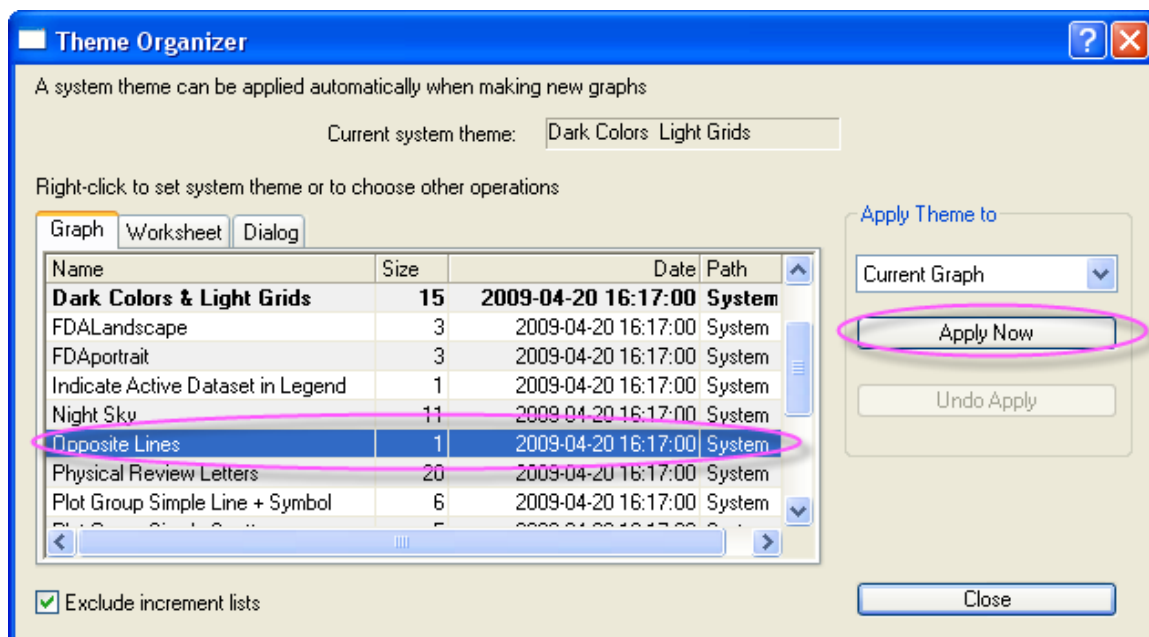 Theme Organizer
A system theme can be applied automatically when making new graphs
Current system theme: Dark Colors Light Grids
Right-click to set system theme or to choose other operations
Graph Worksheet Dialog
Name Size Date Path
Dark Colors & Light Grids 15 2009-04-20 16:17:00 System
FDALandscape 3 2009-04-20 16:17:00 System
FDAportrait 3 2009-04-20 16:17:00 System
Indicate Active Dataset in Legend 1 2009-04-20 16:17:00 System
Night Sky 11 2009-04-20 16:17:00 System
Opposite Lines 1 2009-04-20 16:17:00 System
Physical Review Letters 20 2009-04-20 16:17:00 System
Plot Group Simple Line + Symbol 6 2009-04-20 16:17:00 System
Exclude increment lists
Apply Theme to
Current Graph
Apply Now
Undo Apply
Close